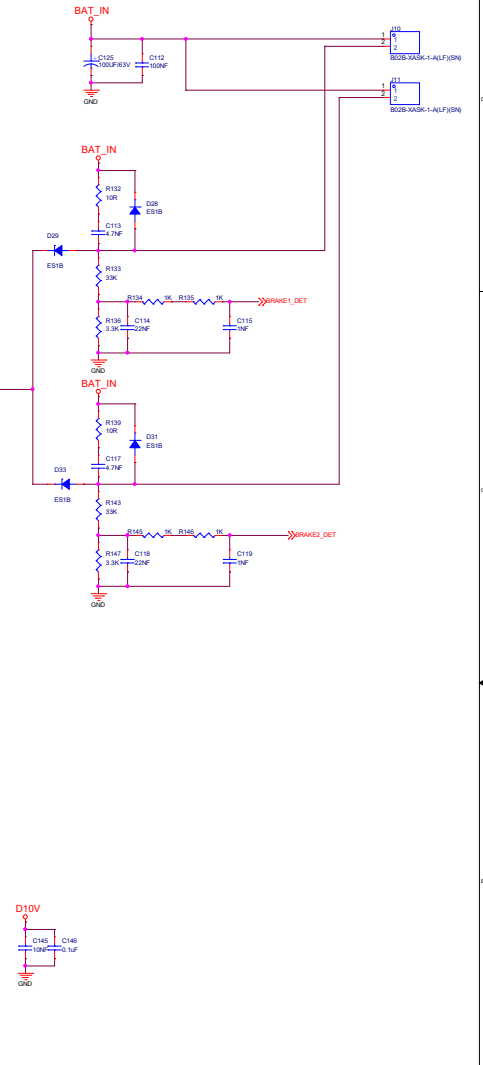 BAT_IN
C125
100UF/63V
C112
100NF
GND
J10
1
2
1
2
B02B-XASK-1-A(LF)(SN)
J11
1
2
1
2
B02B-XASK-1-A(LF)(SN)
BAT_IN
R132
10R
D28
ES1B
C113
4.7NF
D29
ES1B
R133
33K
R134 1K R135 1K
BRAKE1_DET
R136
3.3K
C114
22NF
C115
1NF
GND
BAT_IN
R139
10R
D31
ES1B
C117
4.7NF
D33
ES1B
R143
33K
R145 1K R146 1K
BRAKE2_DET
R147
3.3K
C118
22NF
C119
1NF
GND
D10V
C145
10NF
C146
0.1uF
GND